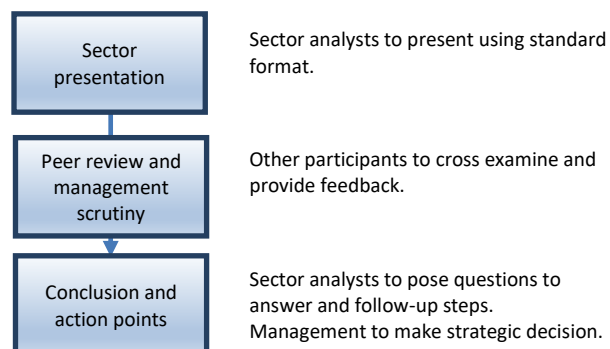 Sector
presentation
Sector analysts to present using standard
format.
Peer review and
management
scrutiny
Other participants to cross examine and
provide feedback.
Conclusion and
action points
Sector analysts to pose questions to
answer and follow-up steps.
Management to make strategic decision.